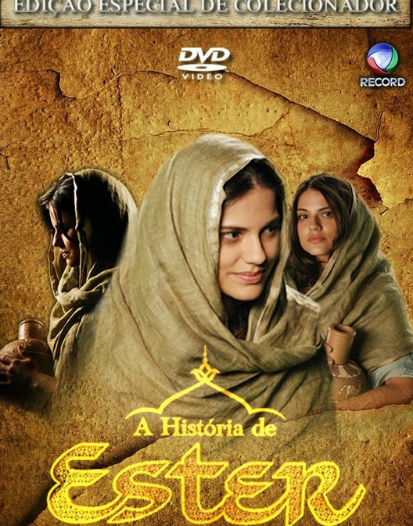 EDIÇÃO ESPECIAL DE COLECIONADOR
DVD
VIDEO
RECORD
A História de
Ester